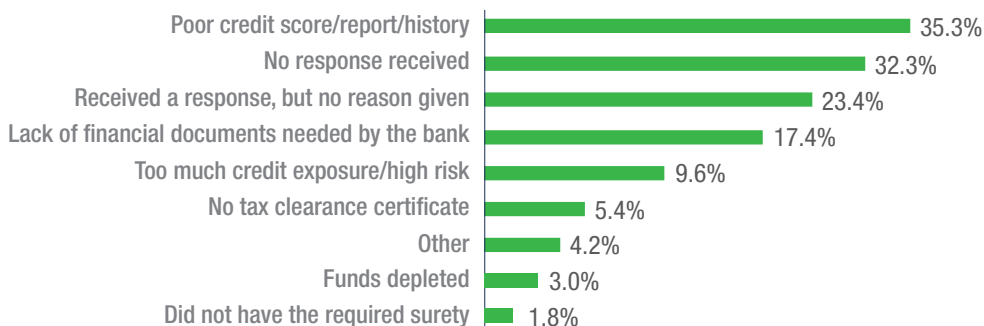 Poor credit score/report/history 35.3%
No response received 32.3%
Received a response, but no reason given 23.4%
Lack of financial documents needed by the bank 17.4%
Too much credit exposure/high risk 9.6%
No tax clearance certificate 5.4%
Other 4.2%
Funds depleted 3.0%
Did not have the required surety 1.8%